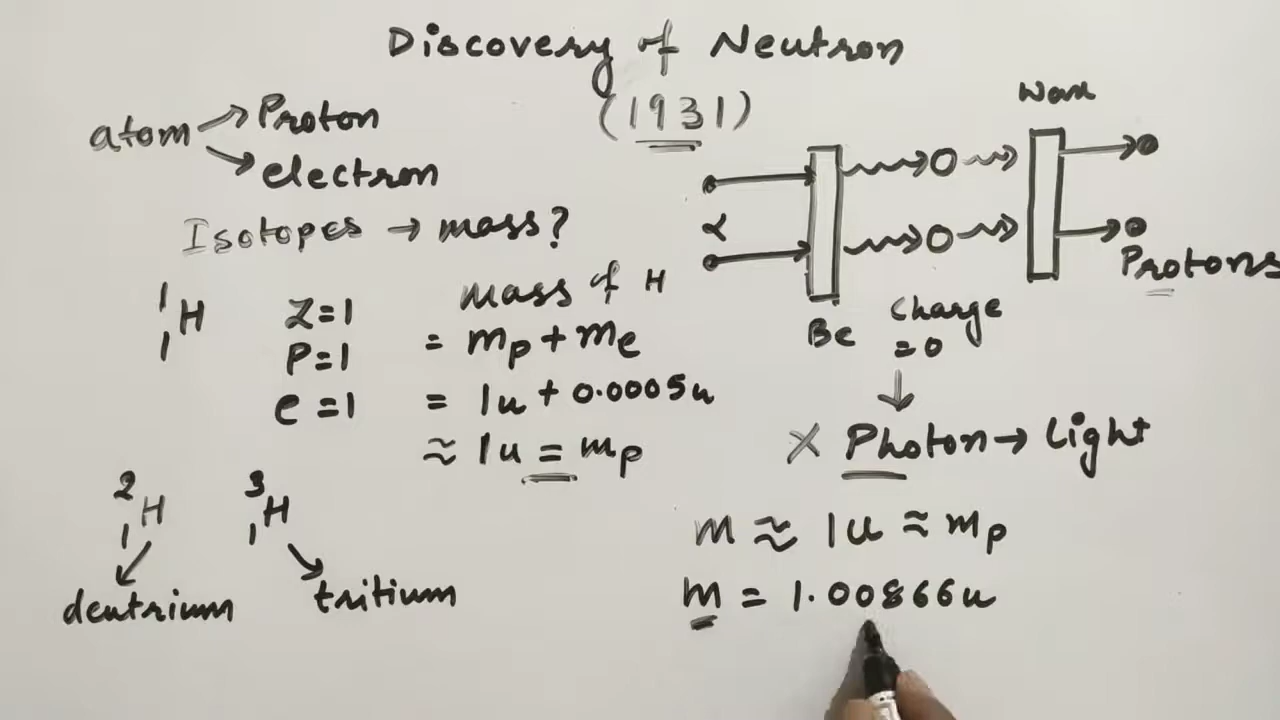 Discovery of Neutron
(1931)
atom → Proton
→ electron
Isotopes → mass?
¹₁H
Z=1
P=1
e=1
mass of H
= mp + me
= 1u + 0.0005u
≈ 1u = mp
²₁H
³₁H
deutrium
tritium
α
Be
Wax
Protons
Charge
=0
↓
X Photon → Light
m ≈ 1u ≈ mp
m = 1.00866u